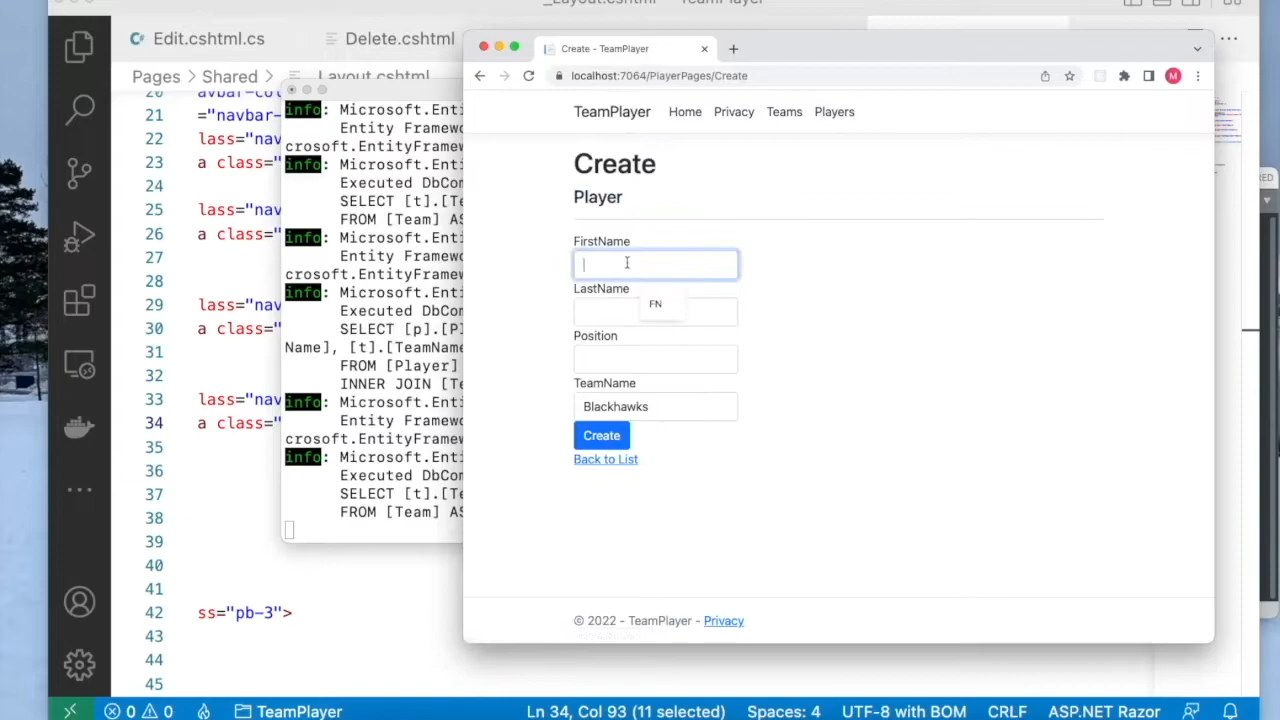 Edit.cshtml.cs
Delete.cshtml
Pages > Shared > _Layout.cshtml
20
21 ="navbar-
22 lass="nav
23 a class="
24
25 lass="nav
26 a class="
27
28
29 lass="nav
30 a class="
31
32
33 lass="nav
34 a class="
35
36
37
38
39
40
41
42 ss="pb-3">
43
44
45
info: Microsoft.Enti
Entity Framewo
crosoft.EntityFramew
info: Microsoft.Enti
Executed DbCom
SELECT [t].[Te
FROM [Team] AS
info: Microsoft.Enti
Entity Framewo
crosoft.EntityFramew
info: Microsoft.Enti
Executed DbCom
SELECT [p].[Pl
Name], [t].[TeamName
FROM [Player]
INNER JOIN [Te
info: Microsoft.Enti
Entity Framewo
crosoft.EntityFramew
info: Microsoft.Enti
Executed DbCom
SELECT [t].[Te
FROM [Team] AS
Create - TeamPlayer
localhost:7064/PlayerPages/Create
M
TeamPlayer Home Privacy Teams Players
Create
Player
FirstName
FN
LastName
Position
TeamName
Blackhawks
Create
Back to List
© 2022 - TeamPlayer - Privacy
0 0 TeamPlayer Ln 34, Col 93 (11 selected) Spaces: 4 UTF-8 with BOM CRLF ASP.NET Razor